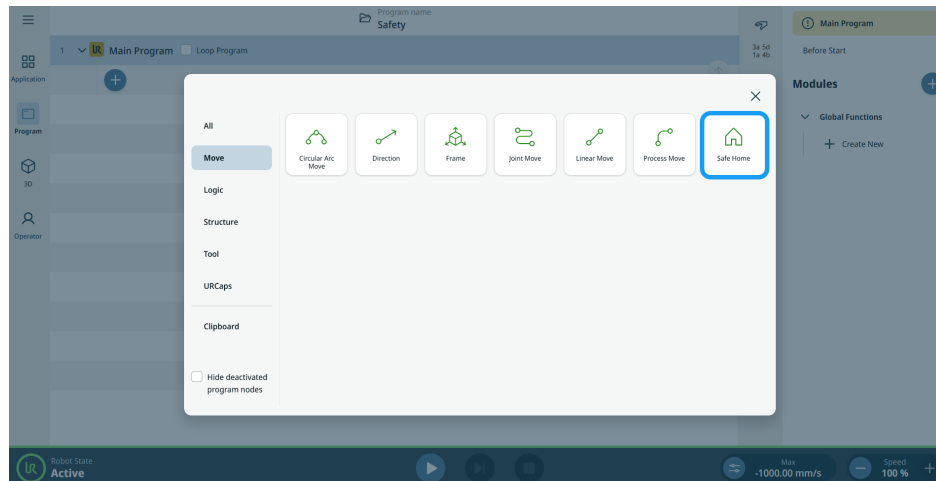 Program name
Safety
Main Program
1
UR
Main Program
Loop Program
3a 5d
1a 4b
Before Start
Application
Modules
All
Global Functions
Circular Arc
Move
Direction
Frame
Joint Move
Linear Move
Process Move
Safe Home
Program
Create New
Move
3D
Logic
Structure
Operator
Tool
URCaps
Clipboard
Hide deactivated
program nodes
UR
Robot State
Active
Max
-1000.00 mm/s
Speed
100 %